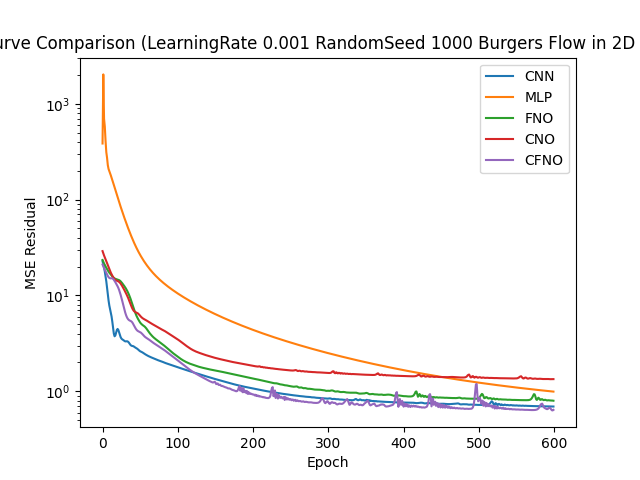 urve Comparison (LearningRate 0.001 RandomSeed 1000 Burgers Flow in 2D
CNN
MLP
FNO
CNO
CFNO
MSE Residual
10³
10²
10¹
10⁰
0 100 200 300 400 500 600
Epoch